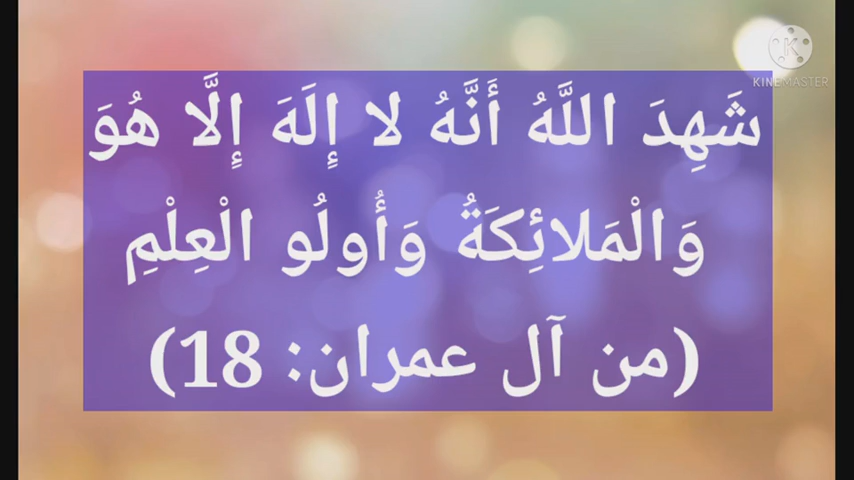 KINEMASTER
شَهِدَ اللَّهُ أَنَّهُ لا إِلَهَ إِلَّا هُوَ
وَالْمَلائِكَةُ وَأُولُو الْعِلْمِ
(من آل عمران: 18)